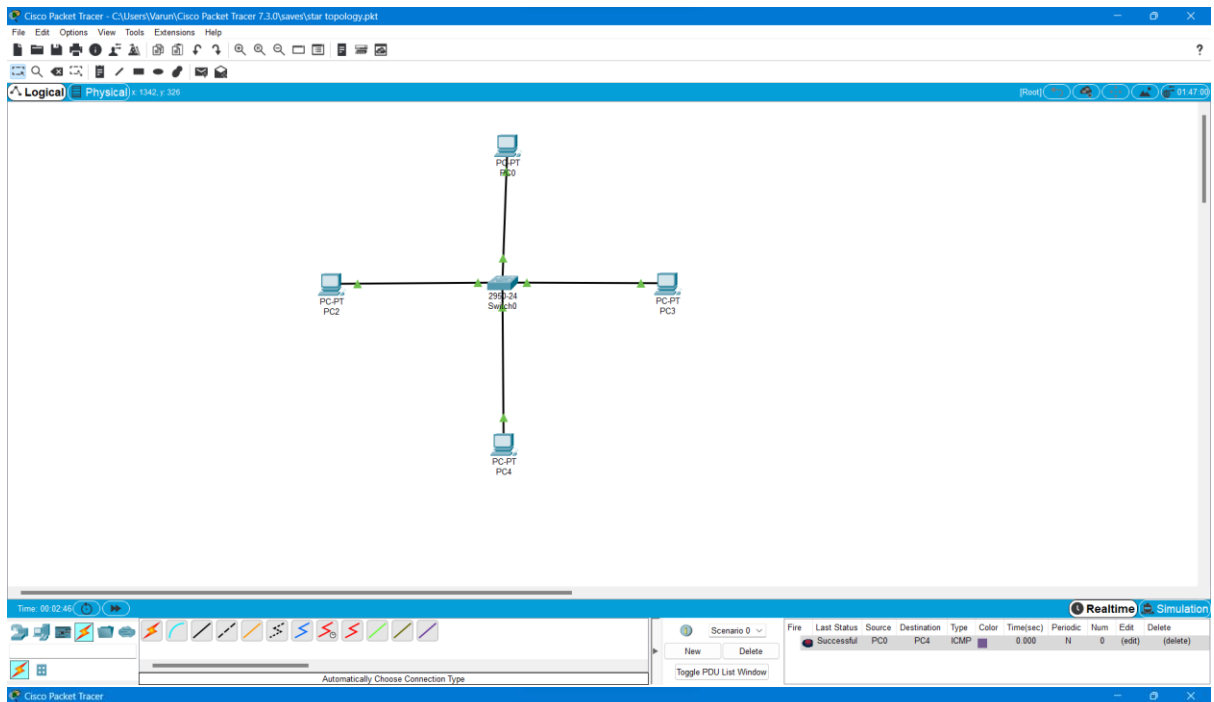 Cisco Packet Tracer - C:\Users\Varun\Cisco Packet Tracer 7.3.0\saves\star topology.pkt
File Edit Options View Tools Extensions Help
?
Logical Physical x: 1342, y: 326 [Root] 01:47:00
PC-PT
PC0
PC-PT
PC2
2950-24
Switch0
PC-PT
PC3
PC-PT
PC4
Time: 00:02:46 Realtime Simulation
Scenario 0
New Delete
Toggle PDU List Window
Fire Last Status Source Destination Type Color Time(sec) Periodic Num Edit Delete
Successful PC0 PC4 ICMP 0.000 N 0 (edit) (delete)
Automatically Choose Connection Type
Cisco Packet Tracer